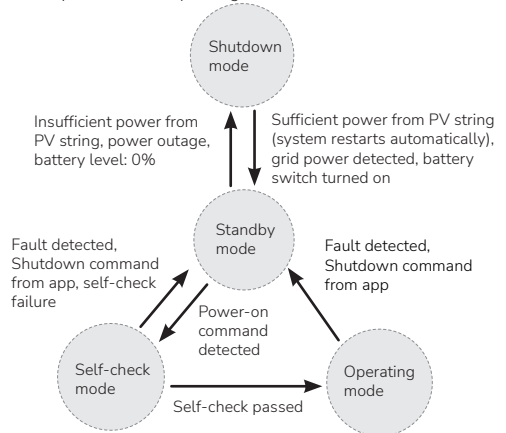 Shutdown
mode
Insufficient power from
PV string, power outage,
battery level: 0%
Sufficient power from PV string
(system restarts automatically),
grid power detected, battery
switch turned on
Standby
mode
Fault detected,
Shutdown command
from app, self-check
failure
Fault detected,
Shutdown command
from app
Power-on
command
detected
Self-check
mode
Operating
mode
Self-check passed